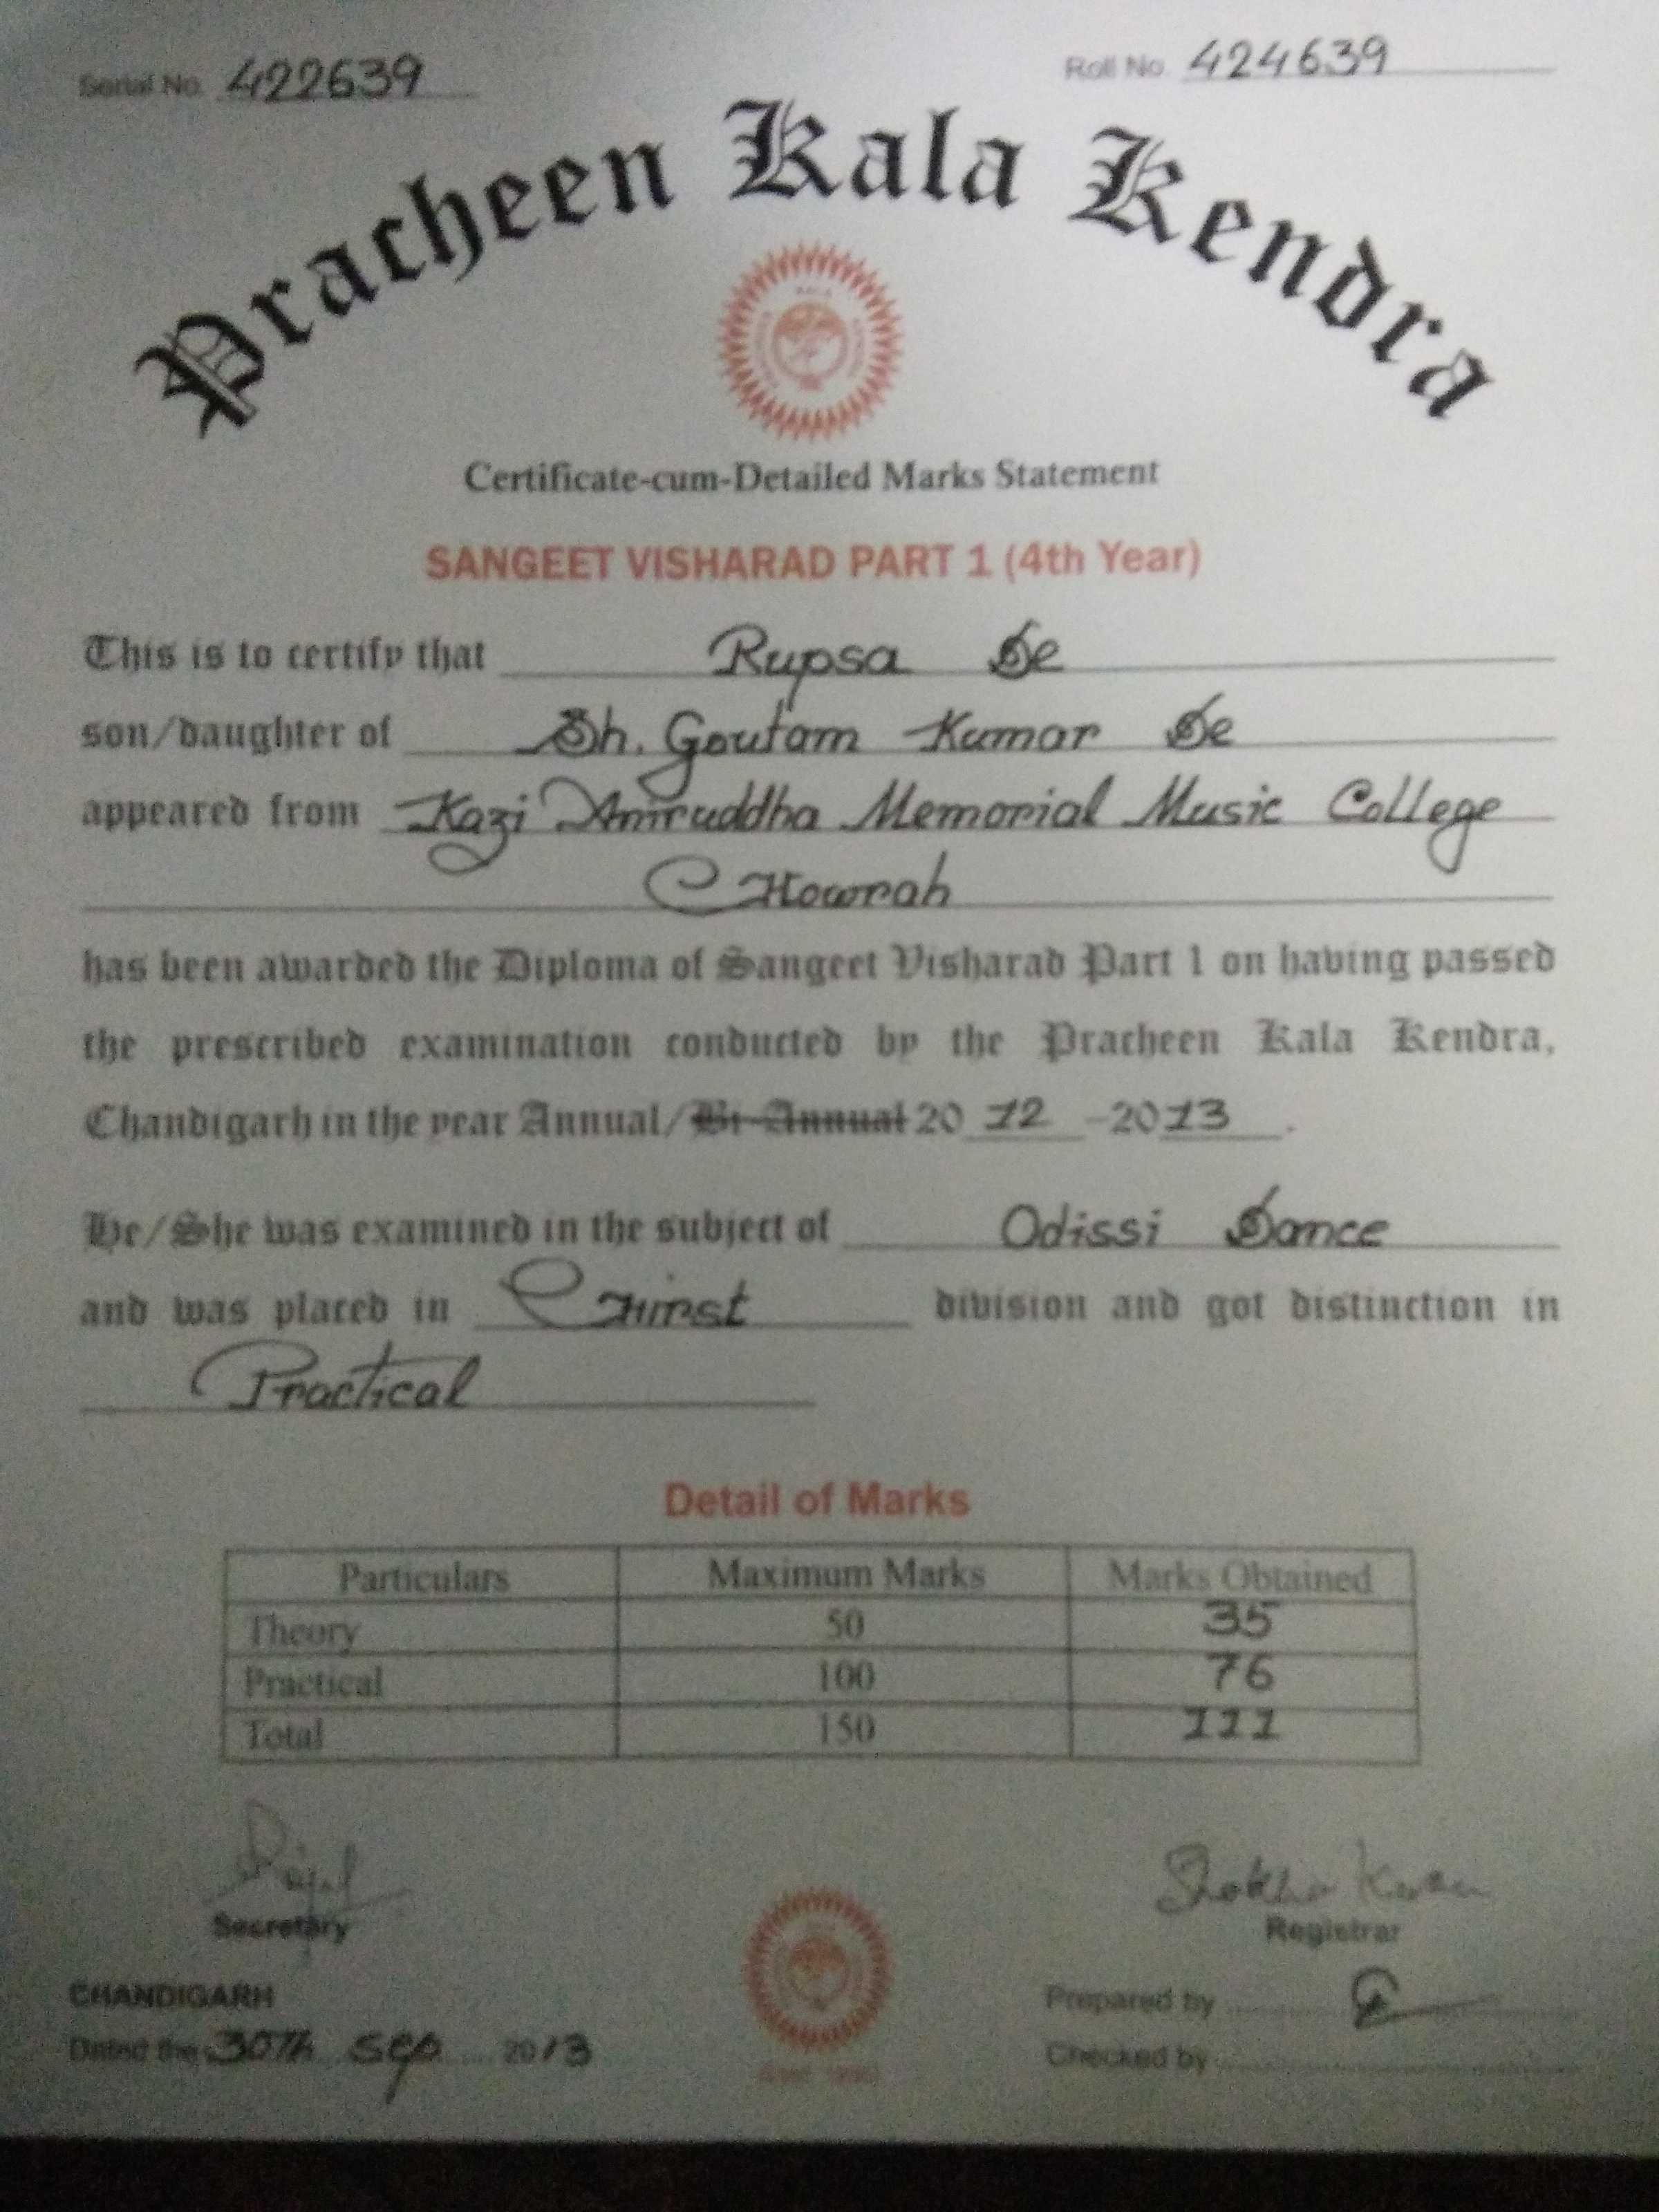 Serial No. 422639
Roll No. 424639
Pracheen Kala Kendra
Certificate-cum-Detailed Marks Statement
SANGEET VISHARAD PART 1 (4th Year)
This is to certify that Rupsa De
son/daughter of Sh. Goutam Kumar De
appeared from Kazi Aniruddha Memorial Music College
Howrah
has been awarded the Diploma of Sangeet Visharad Part 1 on having passed
the prescribed examination conducted by the Pracheen Kala Kendra,
Chandigarh in the year Annual/Bi-Annual 2012-2013.
He/She was examined in the subject of Odissi Dance
and was placed in First division and got distinction in
Practical
Detail of Marks
Particulars Maximum Marks Marks Obtained
Theory 50 35
Practical 100 76
Total 150 111
Secretary
Registrar
CHANDIGARH
Prepared by
Dated the 30th Sep 2013
Checked by